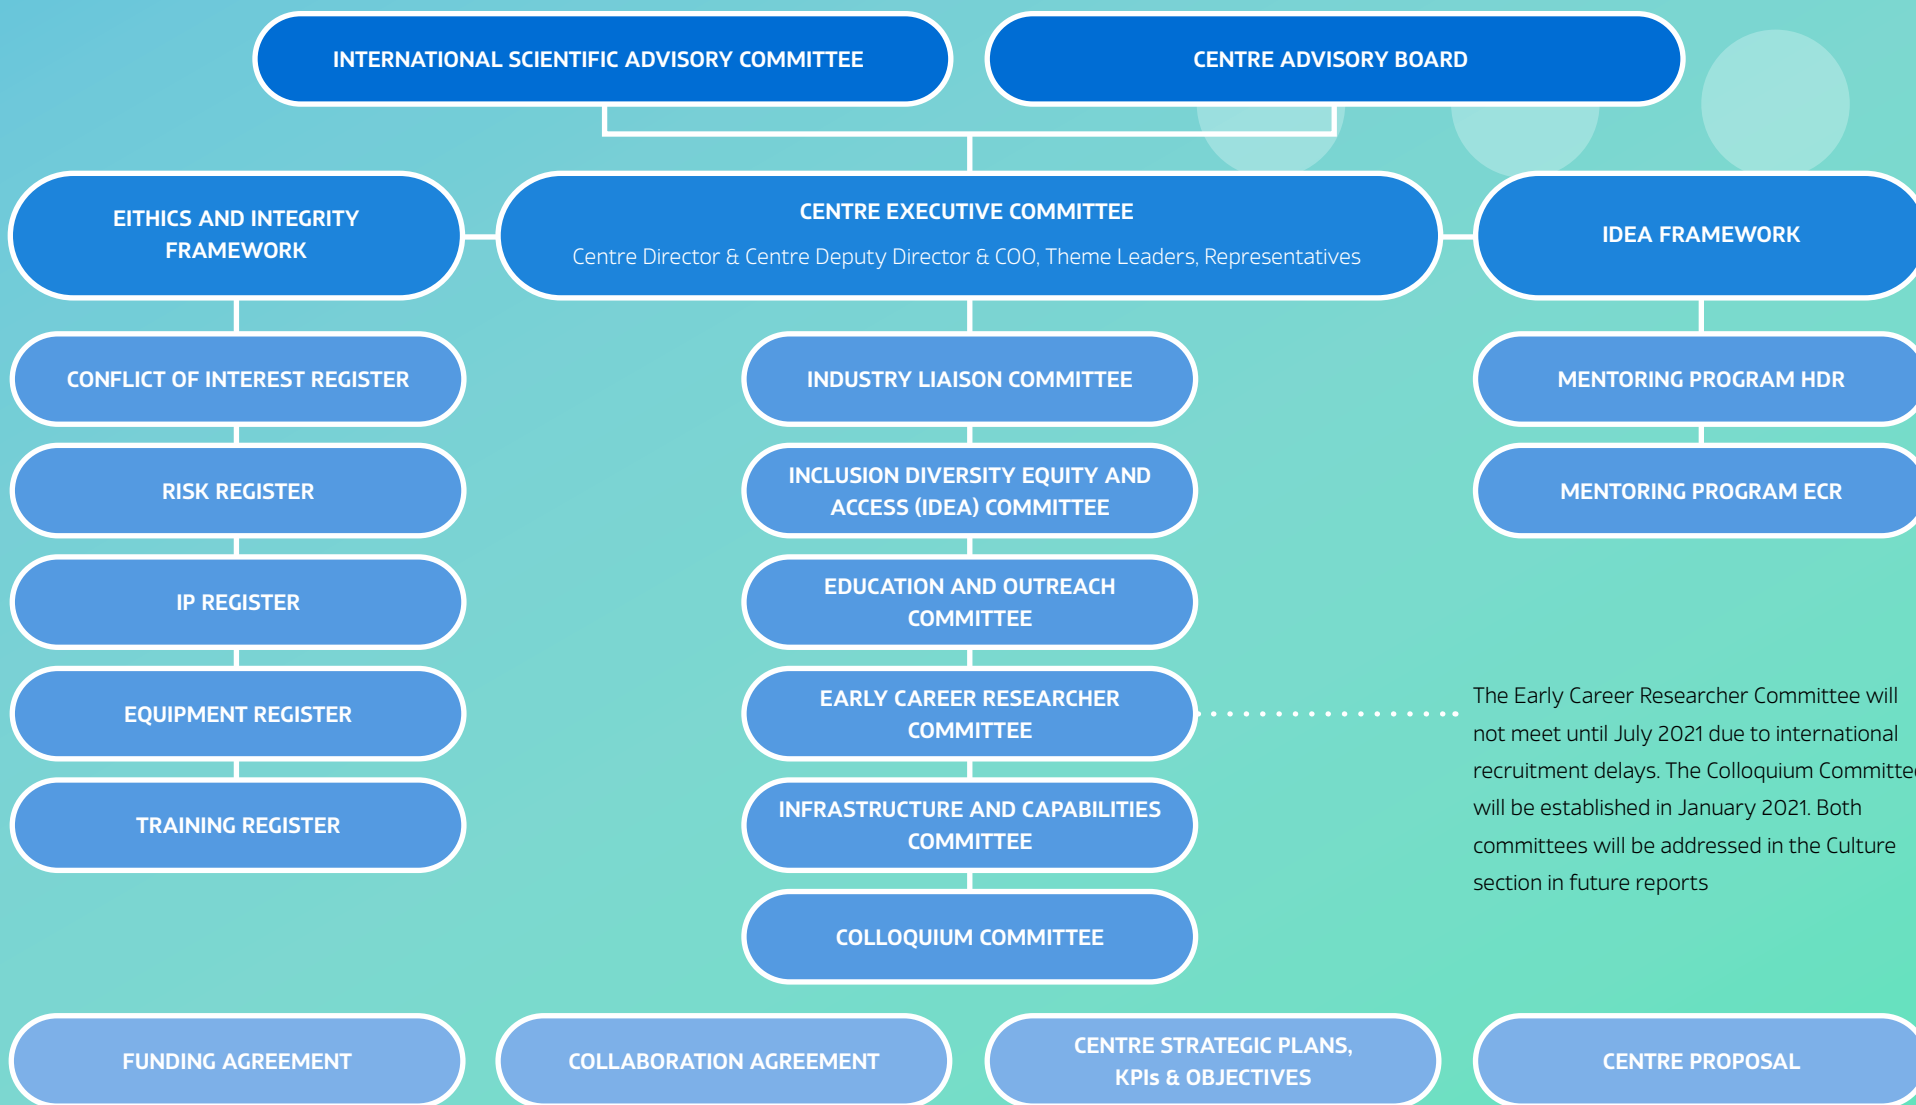 INTERNATIONAL SCIENTIFIC ADVISORY COMMITTEE
CENTRE ADVISORY BOARD
EITHICS AND INTEGRITY
FRAMEWORK
CENTRE EXECUTIVE COMMITTEE
Centre Director & Centre Deputy Director & COO, Theme Leaders, Representatives
IDEA FRAMEWORK
CONFLICT OF INTEREST REGISTER
RISK REGISTER
IP REGISTER
EQUIPMENT REGISTER
TRAINING REGISTER
INDUSTRY LIAISON COMMITTEE
INCLUSION DIVERSITY EQUITY AND
ACCESS (IDEA) COMMITTEE
EDUCATION AND OUTREACH
COMMITTEE
EARLY CAREER RESEARCHER
COMMITTEE
INFRASTRUCTURE AND CAPABILITIES
COMMITTEE
COLLOQUIUM COMMITTEE
MENTORING PROGRAM HDR
MENTORING PROGRAM ECR
The Early Career Researcher Committee will
not meet until July 2021 due to international
recruitment delays. The Colloquium Committee
will be established in January 2021. Both
committees will be addressed in the Culture
section in future reports
FUNDING AGREEMENT
COLLABORATION AGREEMENT
CENTRE STRATEGIC PLANS,
KPIs & OBJECTIVES
CENTRE PROPOSAL